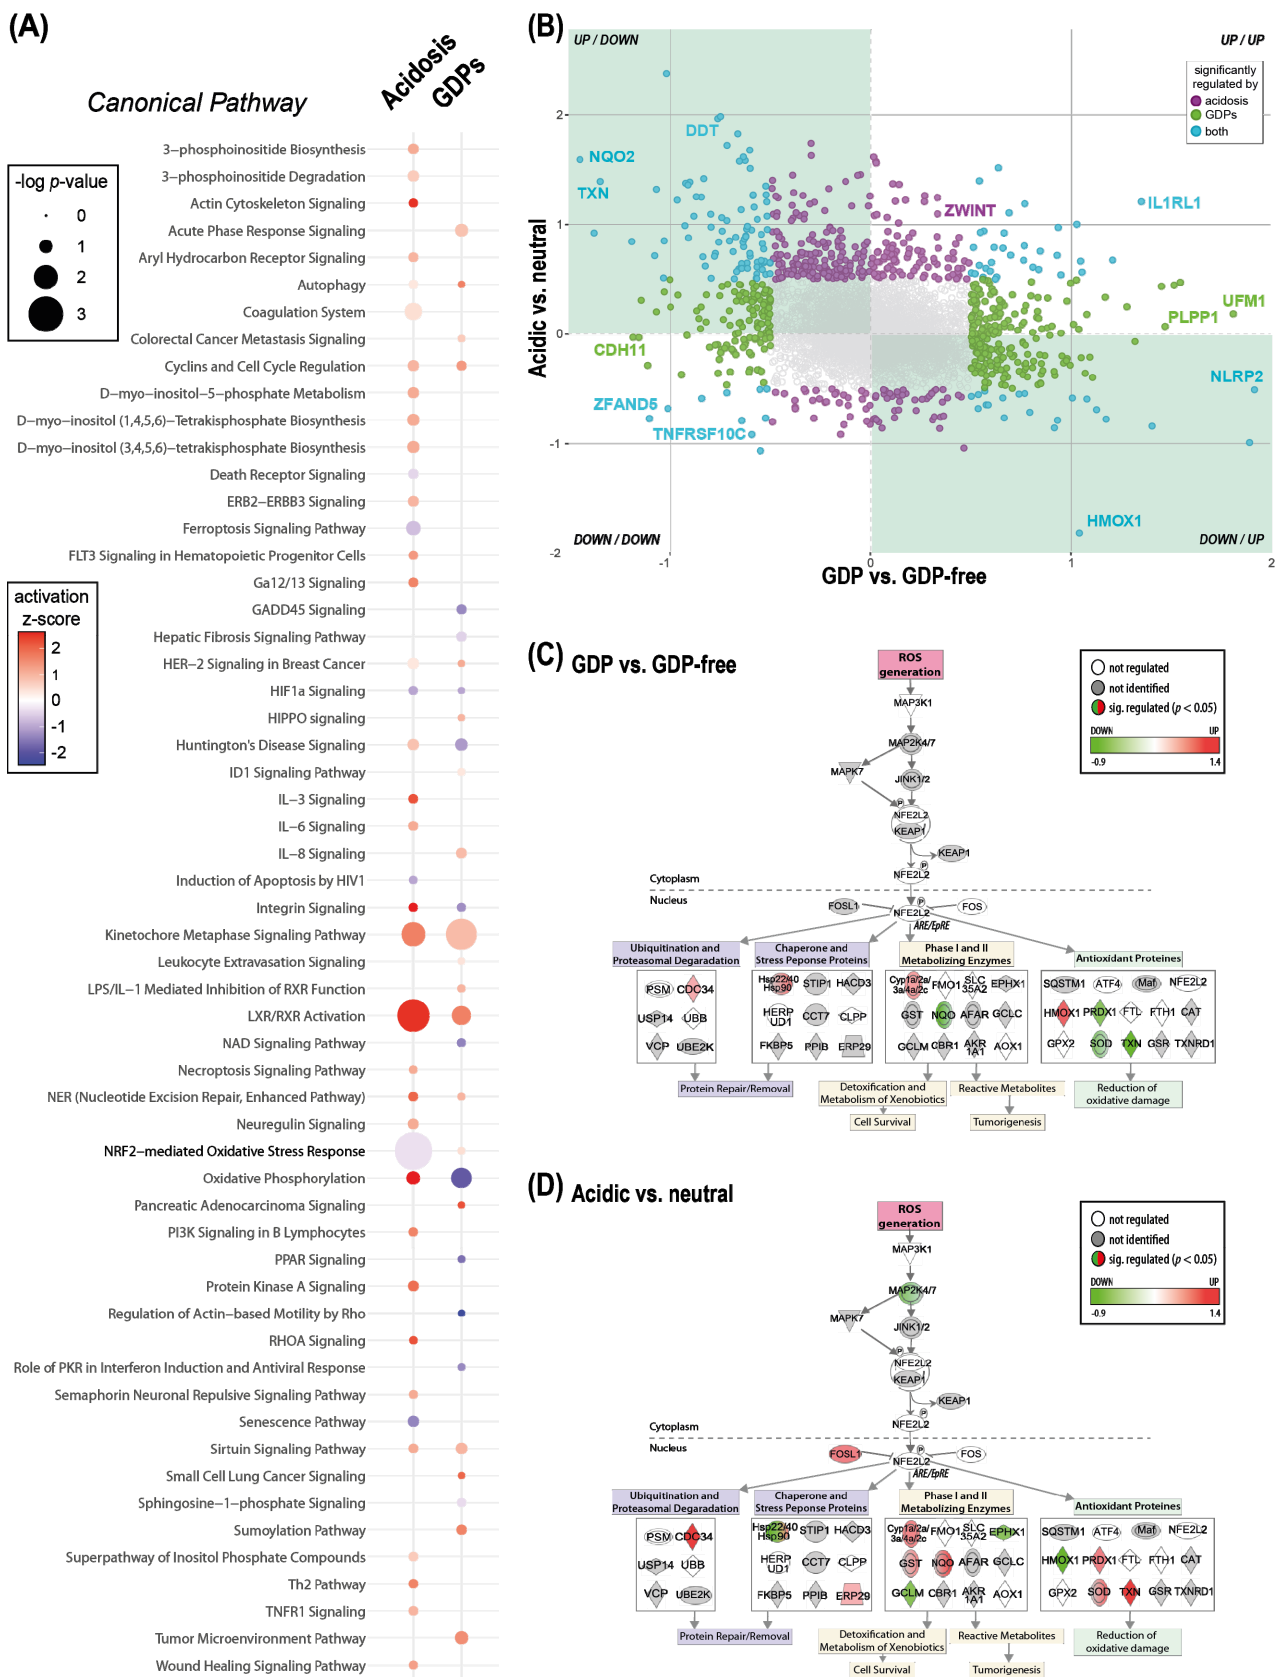 (A)
Canonical Pathway
Acidosis
GDPs
-log p-value
0
1
2
3
activation
z-score
2
1
0
-1
-2
3−phosphoinositide Biosynthesis
3−phosphoinositide Degradation
Actin Cytoskeleton Signaling
Acute Phase Response Signaling
Aryl Hydrocarbon Receptor Signaling
Autophagy
Coagulation System
Colorectal Cancer Metastasis Signaling
Cyclins and Cell Cycle Regulation
D−myo−inositol−5−phosphate Metabolism
D−myo−inositol (1,4,5,6)−Tetrakisphosphate Biosynthesis
D−myo−inositol (3,4,5,6)−tetrakisphosphate Biosynthesis
Death Receptor Signaling
ERB2−ERBB3 Signaling
Ferroptosis Signaling Pathway
FLT3 Signaling in Hematopoietic Progenitor Cells
Ga12/13 Signaling
GADD45 Signaling
Hepatic Fibrosis Signaling Pathway
HER−2 Signaling in Breast Cancer
HIF1a Signaling
HIPPO signaling
Huntington's Disease Signaling
ID1 Signaling Pathway
IL−3 Signaling
IL−6 Signaling
IL−8 Signaling
Induction of Apoptosis by HIV1
Integrin Signaling
Kinetochore Metaphase Signaling Pathway
Leukocyte Extravasation Signaling
LPS/IL−1 Mediated Inhibition of RXR Function
LXR/RXR Activation
NAD Signaling Pathway
Necroptosis Signaling Pathway
NER (Nucleotide Excision Repair, Enhanced Pathway)
Neuregulin Signaling
NRF2−mediated Oxidative Stress Response
Oxidative Phosphorylation
Pancreatic Adenocarcinoma Signaling
PI3K Signaling in B Lymphocytes
PPAR Signaling
Protein Kinase A Signaling
Regulation of Actin−based Motility by Rho
RHOA Signaling
Role of PKR in Interferon Induction and Antiviral Response
Semaphorin Neuronal Repulsive Signaling Pathway
Senescence Pathway
Sirtuin Signaling Pathway
Small Cell Lung Cancer Signaling
Sphingosine−1−phosphate Signaling
Sumoylation Pathway
Superpathway of Inositol Phosphate Compounds
Th2 Pathway
TNFR1 Signaling
Tumor Microenvironment Pathway
Wound Healing Signaling Pathway
(B)
UP / DOWN
UP / UP
significantly
regulated by
acidosis
GDPs
both
2
DDT
NQO2
TXN
IL1RL1
ZWINT
1
Acidic vs. neutral
UFM1
PLPP1
0
CDH11
NLRP2
ZFAND5
TNFRSF10C
-1
HMOX1
DOWN / DOWN
DOWN / UP
-2
-1
0
1
2
GDP vs. GDP-free
(C)
GDP vs. GDP-free
ROS
generation
not regulated
not identified
sig. regulated (p < 0.05)
DOWN UP
-0.9 1.4
MAP3K1
MAP2K4/7
MAPK7
JINK1/2
P
NFE2L2
KEAP1
KEAP1
P
NFE2L2
Cytoplasm
Nucleus
FOSL1
P
NFE2L2
FOS
ARE/EpRE
Ubiquitination and
Proteasomal Degradation
Chaperone and
Stress Peponse Proteins
Phase I and II
Metabolizing Enzymes
Antioxidant Proteins
PSM CDC34
USP14 UBB
VCP UBE2K
Hsp22/40
Hsp90
STIP1 HACD3
HERP
UD1
CCT7 CLPP
FKBP5 PPIB ERP29
Cyp1a/2a/
3a/4a/2c
FMO1
SLC
35A2
EPHX1
GST NQO AFAR GCLC
GCLM CBR1
AKR
1A1
AOX1
SQSTM1 ATF4 Maf NFE2L2
HMOX1 PRDX1 FTL FTH1 CAT
GPX2 SOD TXN GSR TXNRD1
Protein Repair/Removal
Detoxification and
Metabolism of Xenobiotics
Reactive Metabolites
Reduction of
oxidative damage
Cell Survival
Tumorigenesis
(D)
Acidic vs. neutral
ROS
generation
not regulated
not identified
sig. regulated (p < 0.05)
DOWN UP
-0.9 1.4
MAP3K1
MAP2K4/7
MAPK7
JINK1/2
P
NFE2L2
KEAP1
KEAP1
P
NFE2L2
Cytoplasm
Nucleus
FOSL1
P
NFE2L2
FOS
ARE/EpRE
Ubiquitination and
Proteasomal Degradation
Chaperone and
Stress Peponse Proteins
Phase I and II
Metabolizing Enzymes
Antioxidant Proteins
PSM CDC34
USP14 UBB
VCP UBE2K
Hsp22/40
Hsp90
STIP1 HACD3
HERP
UD1
CCT7 CLPP
FKBP5 PPIB ERP29
Cyp1a/2a/
3a/4a/2c
FMO1
SLC
35A2
EPHX1
GST NQO AFAR GCLC
GCLM CBR1
AKR
1A1
AOX1
SQSTM1 ATF4 Maf NFE2L2
HMOX1 PRDX1 FTL FTH1 CAT
GPX2 SOD TXN GSR TXNRD1
Protein Repair/Removal
Detoxification and
Metabolism of Xenobiotics
Reactive Metabolites
Reduction of
oxidative damage
Cell Survival
Tumorigenesis